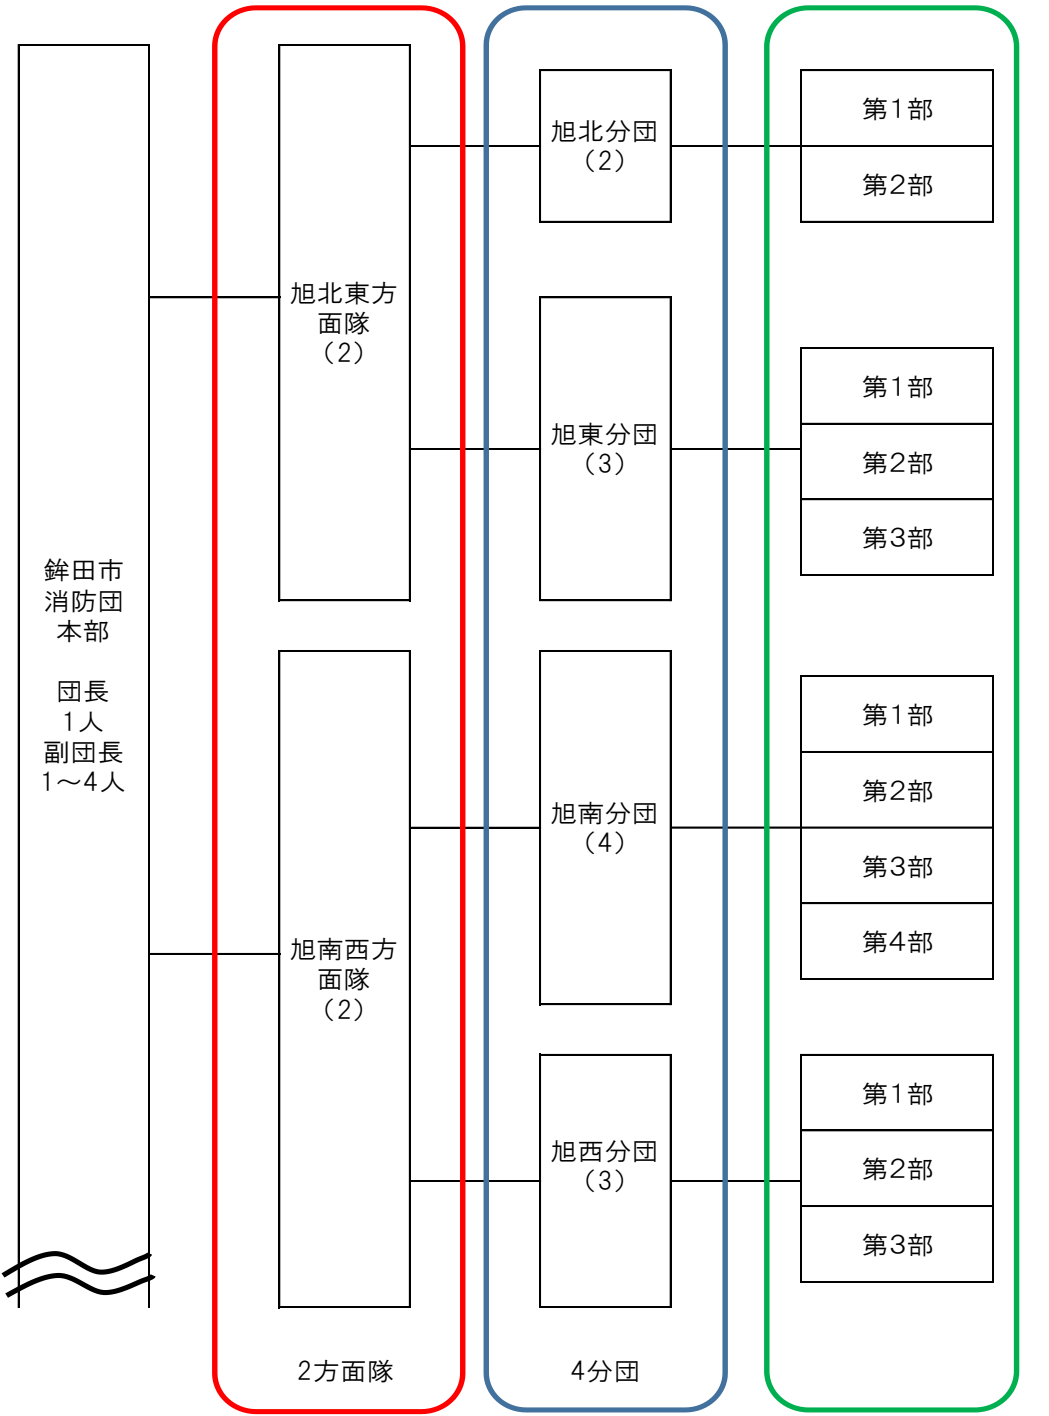 鉾田市
消防団
本部
団長
1人
副団長
1～4人
旭北東方
面隊
（2）
旭南西方
面隊
（2）
2方面隊
旭北分団
（2）
旭東分団
（3）
旭南分団
（4）
旭西分団
（3）
4分団
第1部
第2部
第1部
第2部
第3部
第1部
第2部
第3部
第4部
第1部
第2部
第3部